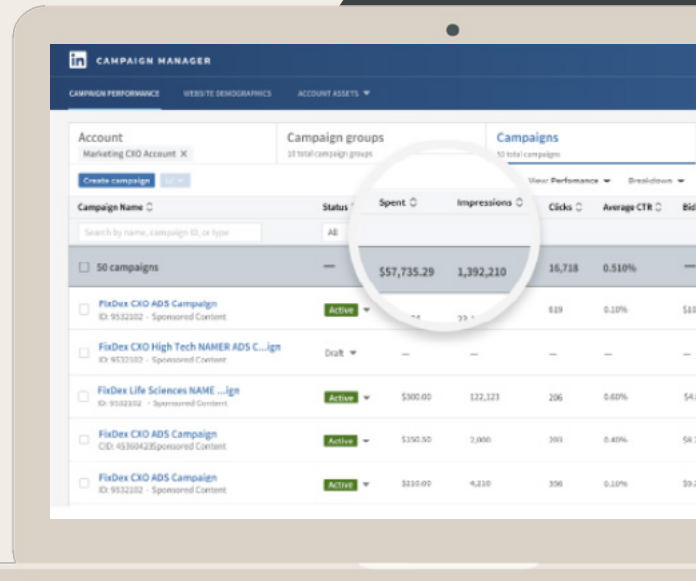 in CAMPAIGN MANAGER
CAMPAIGN PERFORMANCE WEBSITE DEMOGRAPHICS ACCOUNT ASSETS
Account Campaign groups Campaigns
Marketing CXO Account × 10 total campaign groups 50 total campaigns
Create campaign View: Perfomance Breakdown
Campaign Name Status Spent Impressions Clicks Average CTR Bid
Search by name, campaign ID, or type All
50 campaigns — $57,735.29 1,392,210 16,718 0.510% —
FixDex CXO ADS Campaign Active 619 0.10% $10
ID: 9532102 - Sponsored Content
FixDex CXO High Tech NAMER ADS C...ign Draft — — — — —
ID: 9532102 - Sponsored Content
FixDex Life Sciences NAME ...ign Active $300.00 122,123 206 0.60% $4.
ID: 9532102 - Sponsored Content
FixDex CXO ADS Campaign Active $350.50 2,000 0.40%
Sponsored Content
FixDex CXO ADS Campaign Active $210.00 4,210 0.10%
ID: 9532102 - Sponsored Content